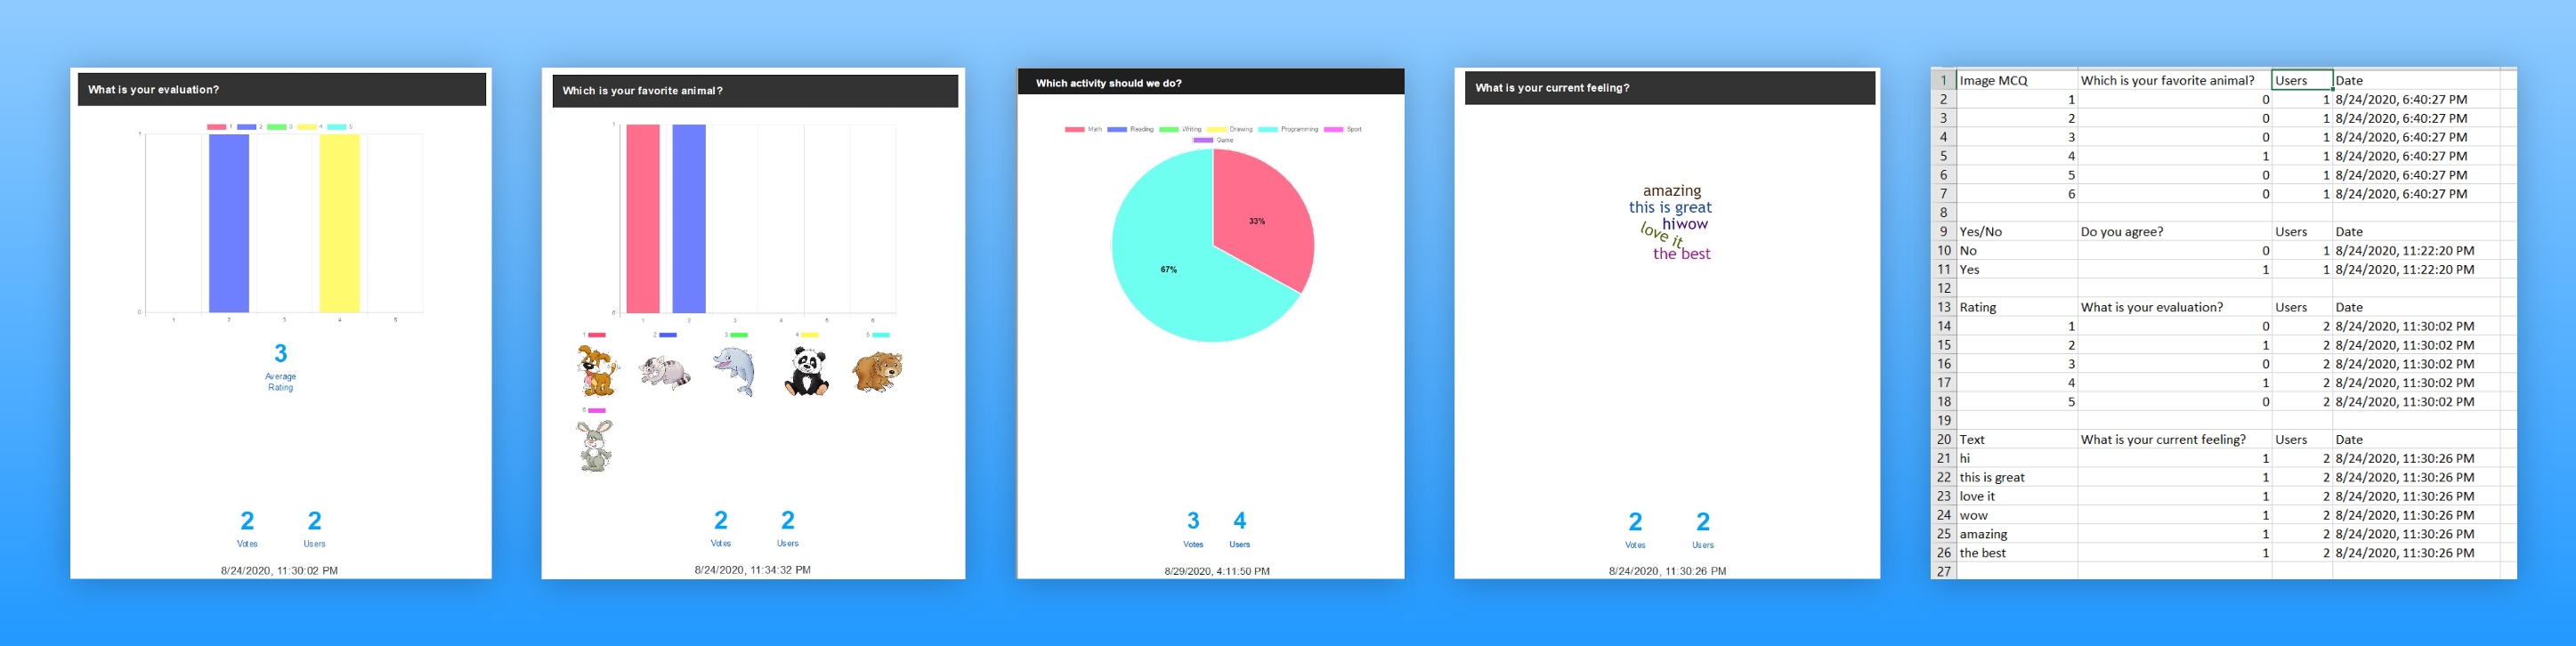 What is your evaluation?
1 2 3 4 5
1
0
1 2 3 4 5
3
Average
Rating
2 2
Votes Users
8/24/2020, 11:30:02 PM
Which is your favorite animal?
1
0
1 2 3 4 5 6
1 2 3 4 5
6
2 2
Votes Users
8/24/2020, 11:34:32 PM
Which activity should we do?
Math Reading Writing Drawing Programming Sport
Game
33%
67%
3 4
Votes Users
8/29/2020, 4:11:50 PM
What is your current feeling?
amazing
this is great
hiwow
love it
the best
2 2
Votes Users
8/24/2020, 11:30:26 PM
1 Image MCQ Which is your favorite animal? Users Date
2 1 0 1 8/24/2020, 6:40:27 PM
3 2 0 1 8/24/2020, 6:40:27 PM
4 3 0 1 8/24/2020, 6:40:27 PM
5 4 1 1 8/24/2020, 6:40:27 PM
6 5 0 1 8/24/2020, 6:40:27 PM
7 6 0 1 8/24/2020, 6:40:27 PM
8
9 Yes/No Do you agree? Users Date
10 No 0 1 8/24/2020, 11:22:20 PM
11 Yes 1 1 8/24/2020, 11:22:20 PM
12
13 Rating What is your evaluation? Users Date
14 1 0 2 8/24/2020, 11:30:02 PM
15 2 1 2 8/24/2020, 11:30:02 PM
16 3 0 2 8/24/2020, 11:30:02 PM
17 4 1 2 8/24/2020, 11:30:02 PM
18 5 0 2 8/24/2020, 11:30:02 PM
19
20 Text What is your current feeling? Users Date
21 hi 1 2 8/24/2020, 11:30:26 PM
22 this is great 1 2 8/24/2020, 11:30:26 PM
23 love it 1 2 8/24/2020, 11:30:26 PM
24 wow 1 2 8/24/2020, 11:30:26 PM
25 amazing 1 2 8/24/2020, 11:30:26 PM
26 the best 1 2 8/24/2020, 11:30:26 PM
27